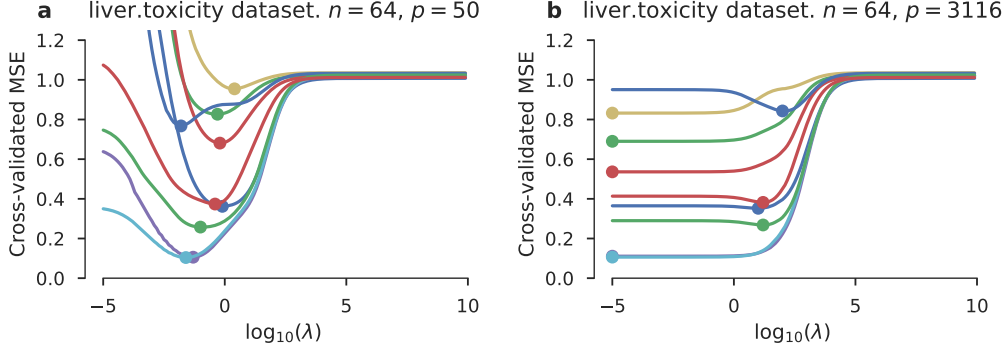 a liver.toxicity dataset. n = 64, p = 50
Cross-validated MSE
1.2
1.0
0.8
0.6
0.4
0.2
0.0
−5 0 5 10
log10(λ)
b liver.toxicity dataset. n = 64, p = 3116
Cross-validated MSE
1.2
1.0
0.8
0.6
0.4
0.2
0.0
−5 0 5 10
log10(λ)